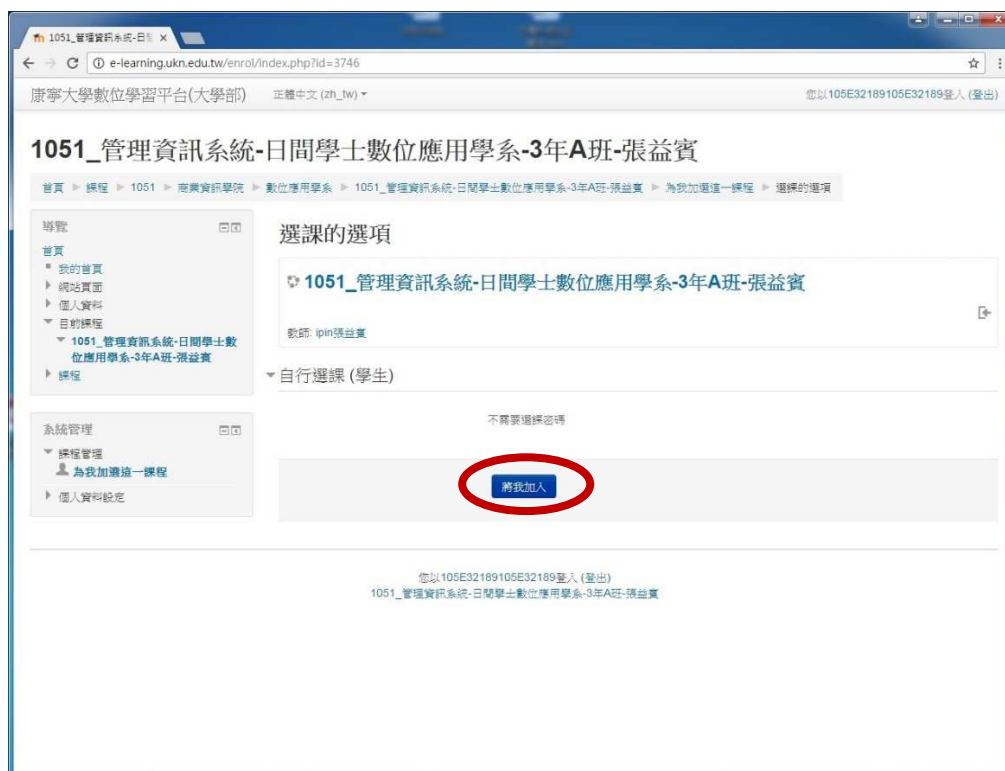 1051_管理資訊系統-日
e-learning.ukn.edu.tw/enrol/index.php?id=3746
康寧大學數位學習平台(大學部) 正體中文 (zh_tw) 您以105E32189105E32189登入 (登出)
1051_管理資訊系統-日間學士數位應用學系-3年A班-張益賓
首頁 課程 1051 商業資訊學院 數位應用學系 1051_管理資訊系統-日間學士數位應用學系-3年A班-張益賓 為我加選這一課程 選課的選項
導覽
首頁
我的首頁
網站頁面
個人資料
目前課程
1051_管理資訊系統-日間學士數
位應用學系-3年A班-張益賓
課程
系統管理
課程管理
為我加選這一課程
個人資料設定
選課的選項
1051_管理資訊系統-日間學士數位應用學系-3年A班-張益賓
教師: ipin張益賓
自行選課 (學生)
不需要選課密碼
將我加入
您以105E32189105E32189登入 (登出)
1051_管理資訊系統-日間學士數位應用學系-3年A班-張益賓